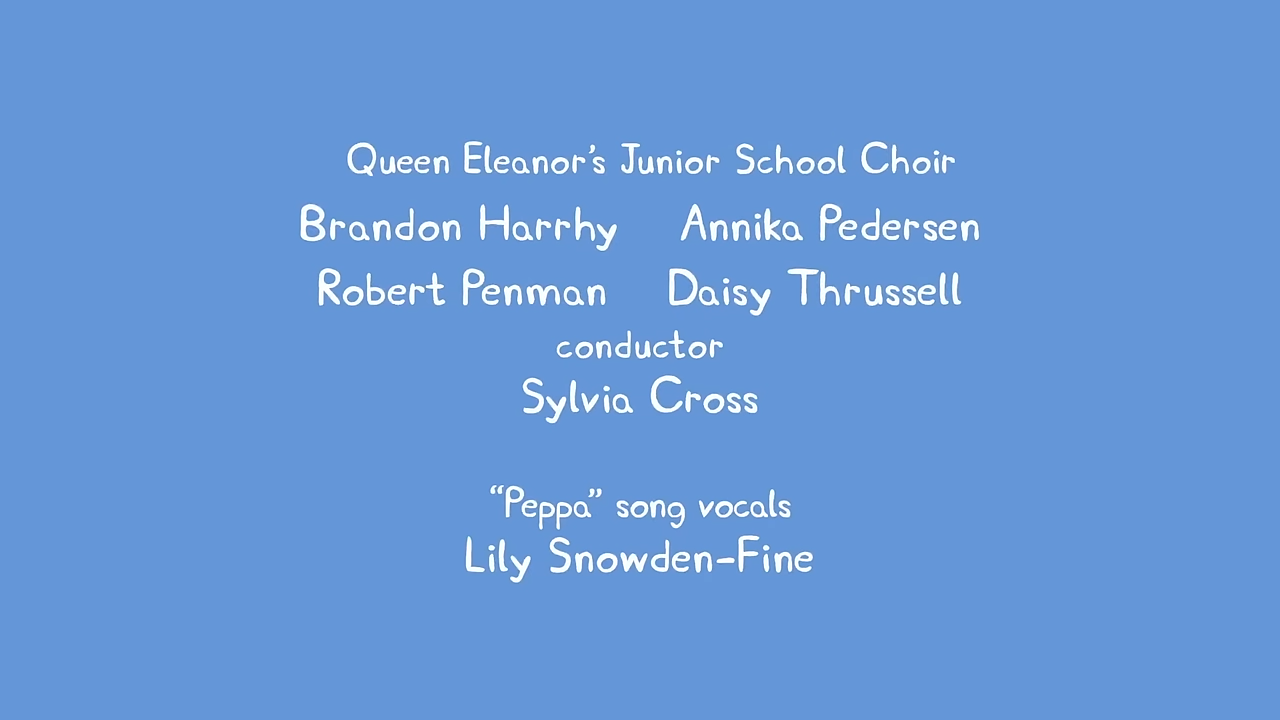 Queen Eleanor's Junior School Choir
Brandon Harrhy Annika Pedersen
Robert Penman Daisy Thrussell
conductor
Sylvia Cross
“Peppa” song vocals
Lily Snowden-Fine